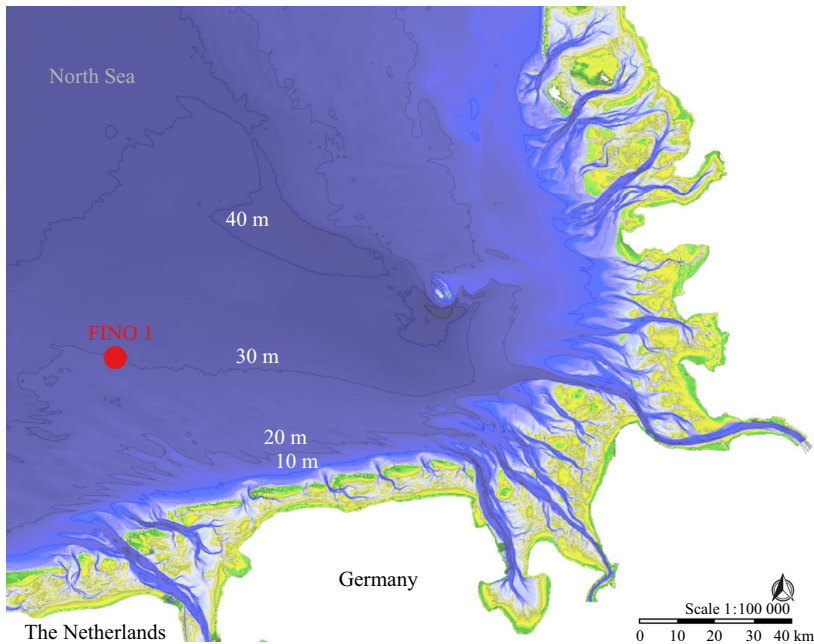 North Sea
40 m
FINO 1
30 m
20 m
10 m
Germany
The Netherlands
Scale 1:100 000
0 10 20 30 40 km